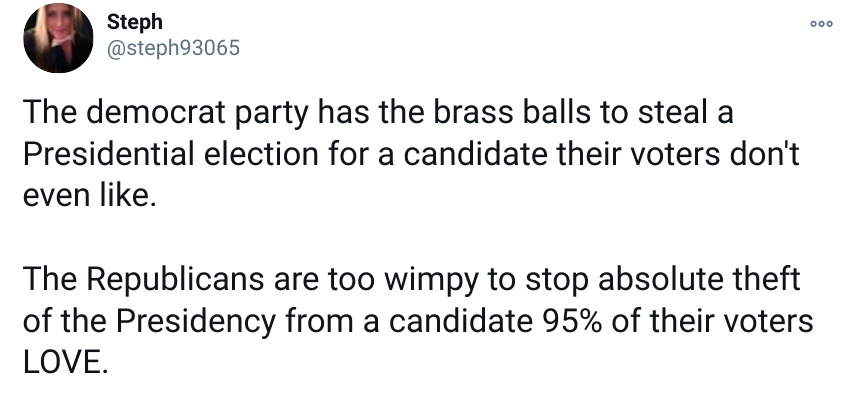 Steph
@steph93065
The democrat party has the brass balls to steal a
Presidential election for a candidate their voters don't
even like.
The Republicans are too wimpy to stop absolute theft
of the Presidency from a candidate 95% of their voters
LOVE.